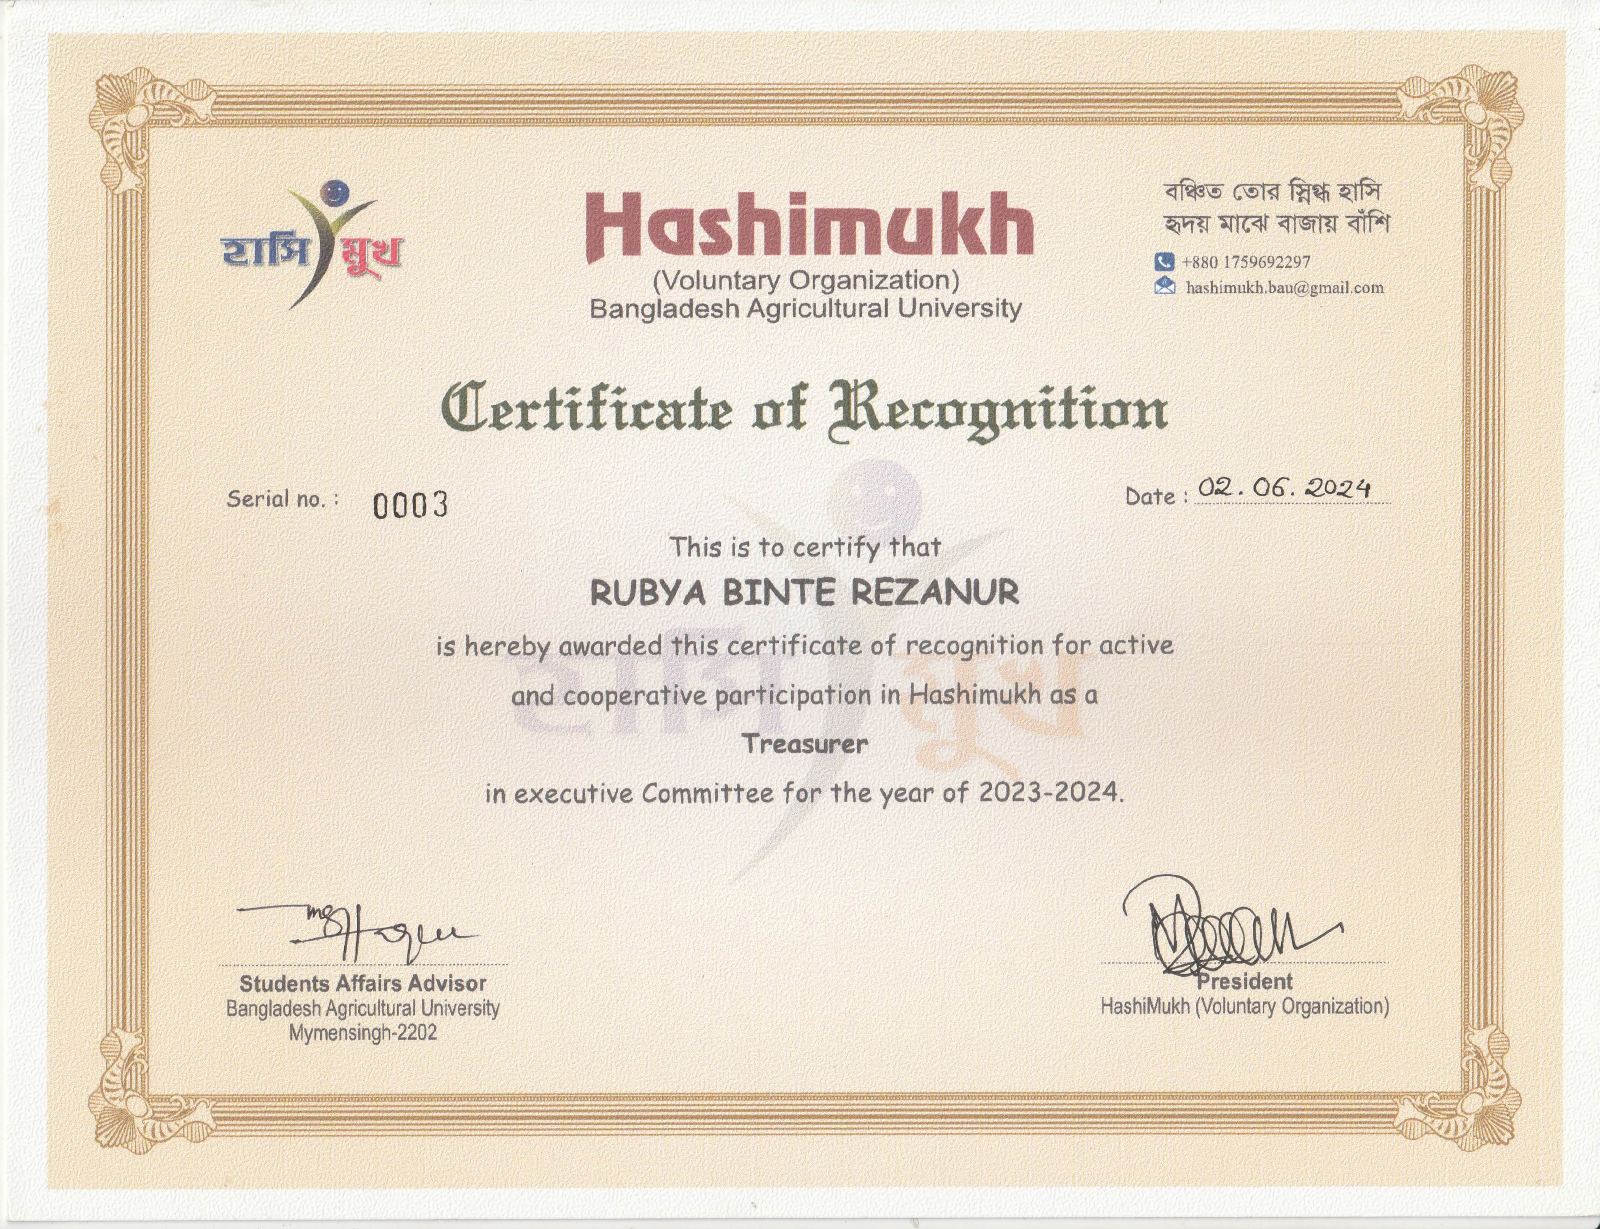 হাসি মুখ
Hashimukh
(Voluntary Organization)
Bangladesh Agricultural University
বঞ্চিত তোর স্নিগ্ধ হাসি
হৃদয় মাঝে বাজায় বাঁশি
+880 1759692297
hashimukh.bau@gmail.com
Certificate of Recognition
Serial no. : 0003
Date : 02.06.2024
This is to certify that
RUBYA BINTE REZANUR
is hereby awarded this certificate of recognition for active
and cooperative participation in Hashimukh as a
Treasurer
in executive Committee for the year of 2023-2024.
Students Affairs Advisor
Bangladesh Agricultural University
Mymensingh-2202
President
HashiMukh (Voluntary Organization)